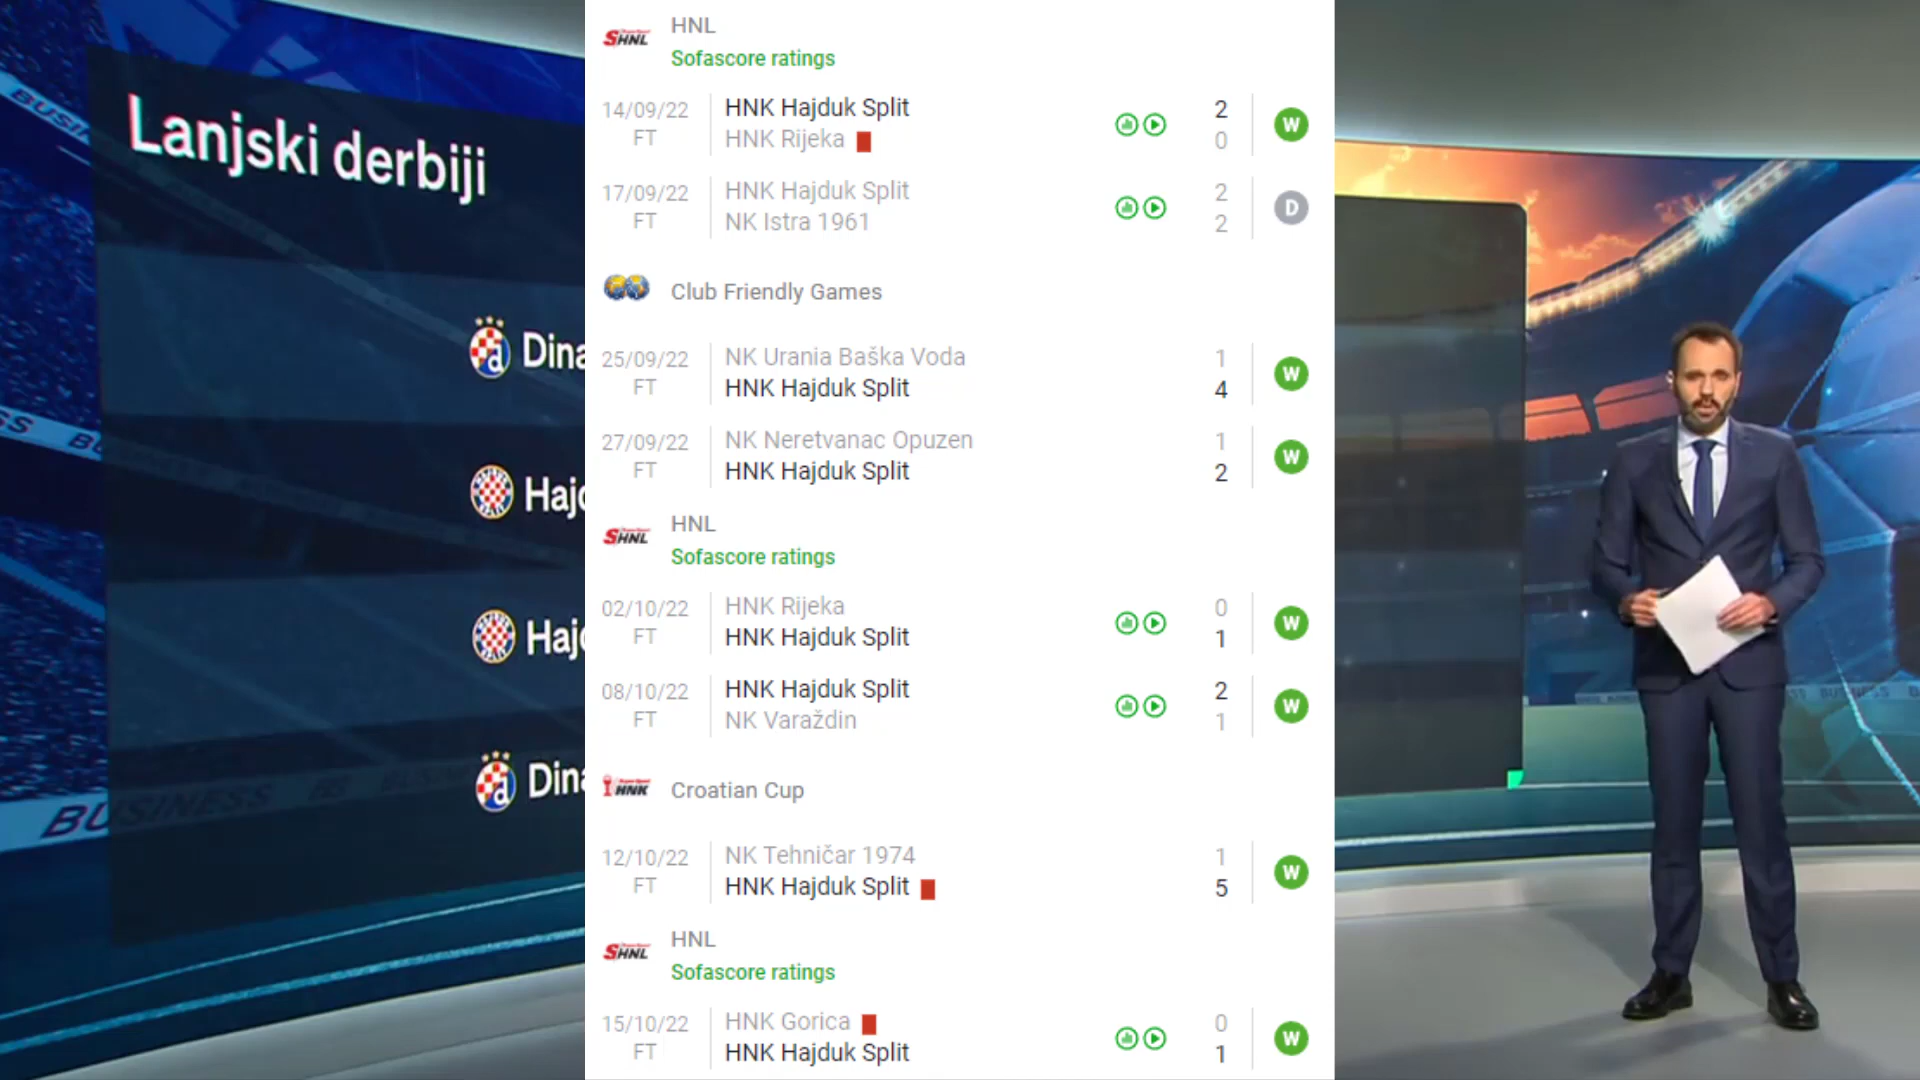 Lanjski derbiji
HNL
Sofascore ratings
14/09/22
FT
HNK Hajduk Split
HNK Rijeka
2
0
W
17/09/22
FT
HNK Hajduk Split
NK Istra 1961
2
2
D
Club Friendly Games
25/09/22
FT
NK Urania Baška Voda
HNK Hajduk Split
1
4
W
27/09/22
FT
NK Neretvanac Opuzen
HNK Hajduk Split
1
2
W
HNL
Sofascore ratings
02/10/22
FT
HNK Rijeka
HNK Hajduk Split
0
1
W
08/10/22
FT
HNK Hajduk Split
NK Varaždin
2
1
W
Croatian Cup
12/10/22
FT
NK Tehničar 1974
HNK Hajduk Split
1
5
W
HNL
Sofascore ratings
15/10/22
FT
HNK Gorica
HNK Hajduk Split
0
1
W
BUSINESS